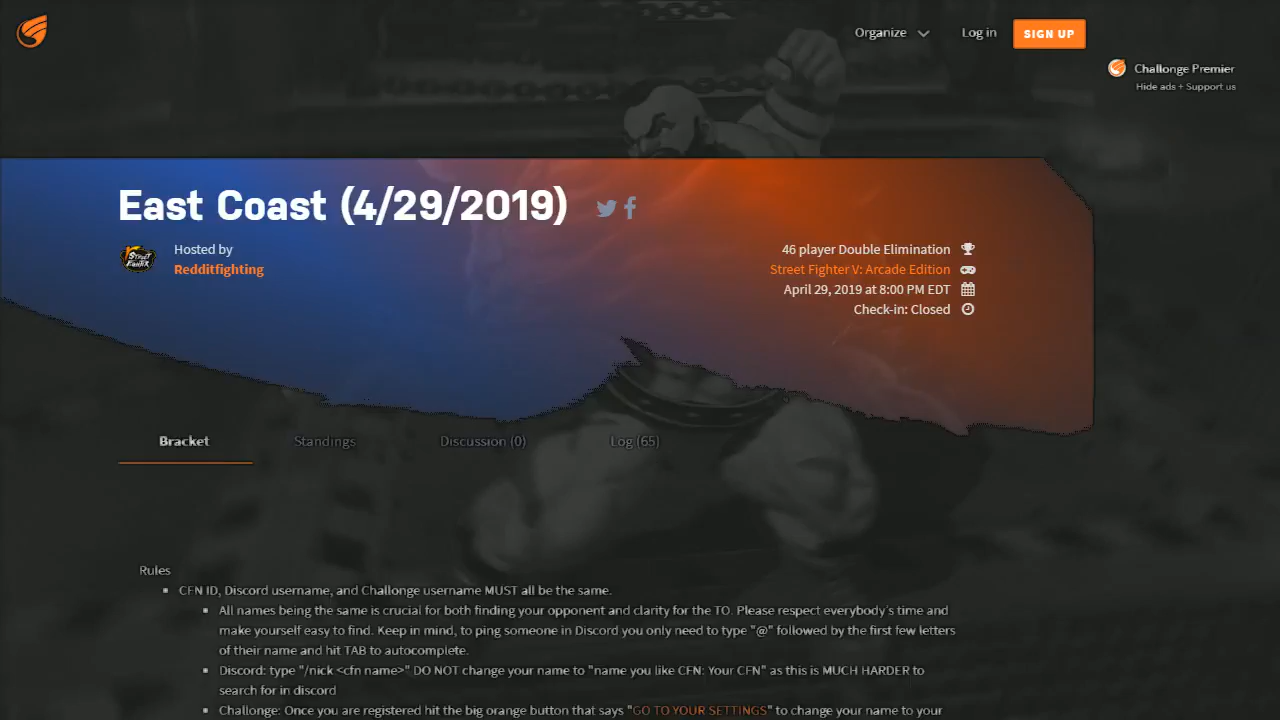 Organize
Log in
SIGN UP
Challonge Premier
Hide ads + Support us
East Coast (4/29/2019)
Hosted by
Redditfighting
46 player Double Elimination
Street Fighter V: Arcade Edition
April 29, 2019 at 8:00 PM EDT
Check-in: Closed
Bracket
Standings
Discussion (0)
Log (65)
Rules
CFN ID, Discord username, and Challonge username MUST all be the same.
All names being the same is crucial for both finding your opponent and clarity for the TO. Please respect everybody's time and
make yourself easy to find. Keep in mind, to ping someone in Discord you only need to type "@" followed by the first few letters
of their name and hit TAB to autocomplete.
Discord: type "/nick <cfn name>" DO NOT change your name to "name you like CFN: Your CFN" as this is MUCH HARDER to
search for in discord
Challonge: Once you are registered hit the big orange button that says "GO TO YOUR SETTINGS" to change your name to your